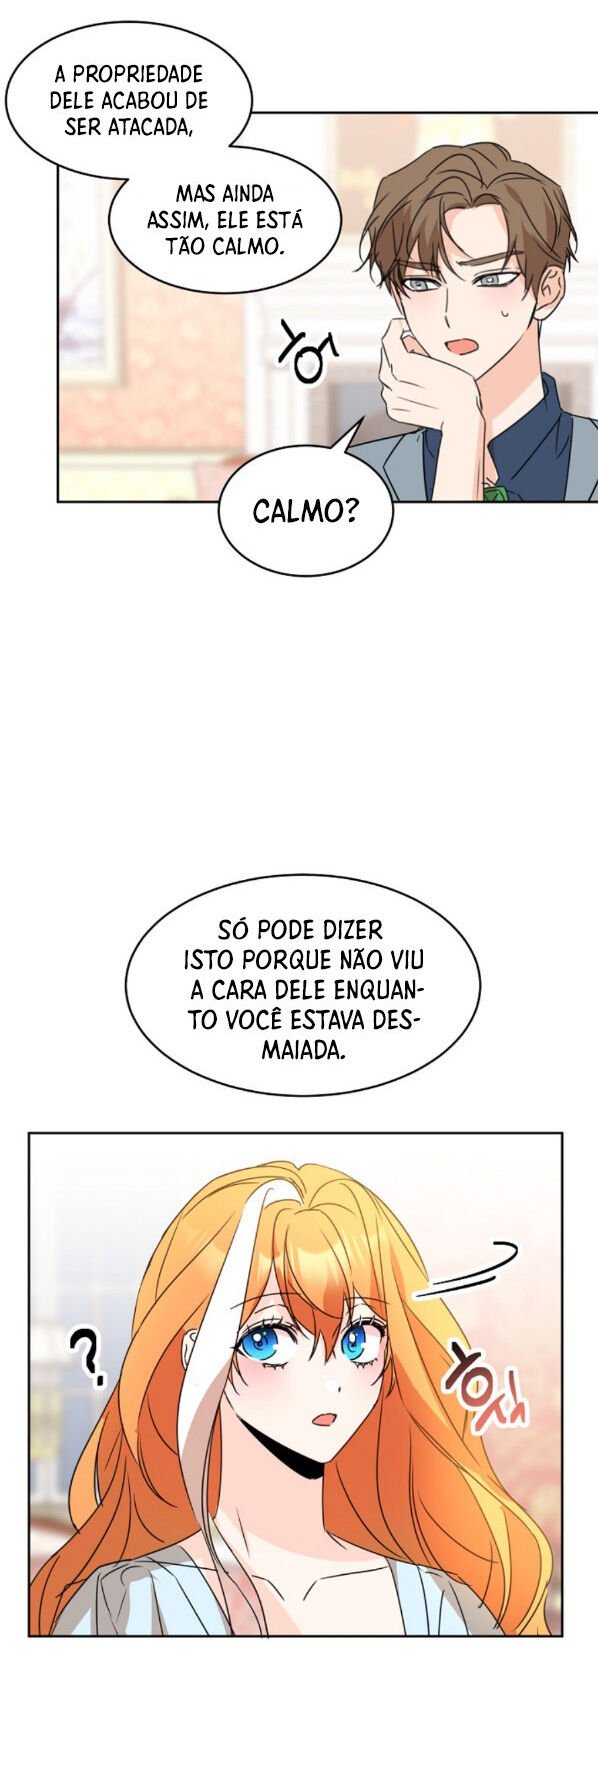 A PROPRIEDADE
DELE ACABOU DE
SER ATACADA,
MAS AINDA
ASSIM, ELE ESTÁ
TÃO CALMO.
CALMO?
SÓ PODE DIZER
ISTO PORQUE NÃO VIU
A CARA DELE ENQUAN-
TO VOCÊ ESTAVA DES-
MAIADA.
?